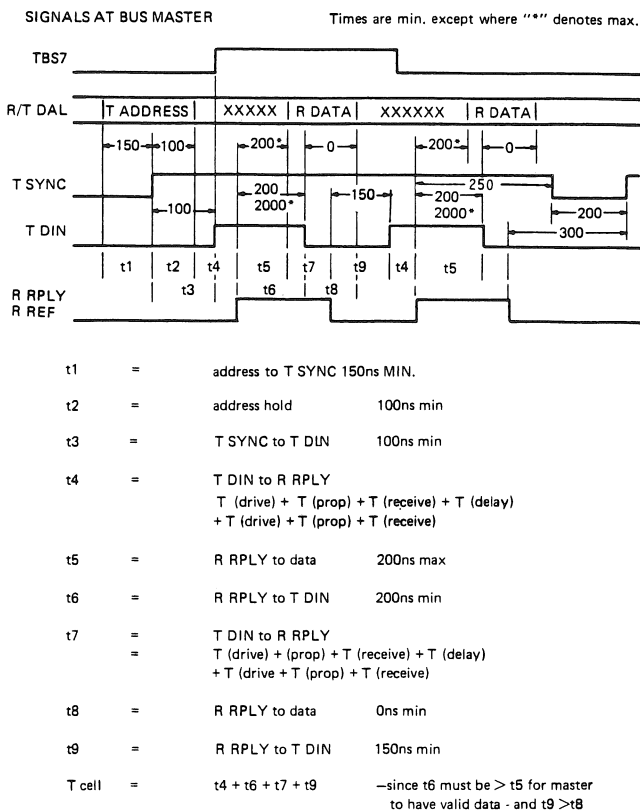 SIGNALS AT BUS MASTER Times are min. except where "*" denotes max.
TBS7
R/T DAL T ADDRESS XXXXX R DATA XXXXXX R DATA
150 100 200* 0 200* 0
T SYNC 200 2000* 150 250 200 2000* 200
100 300
T DIN
t1 t2 t4 t5 t7 t9 t4 t5
t3 t6 t8
R RPLY
R REF
t1 = address to T SYNC 150ns MIN.
t2 = address hold 100ns min
t3 = T SYNC to T DIN 100ns min
t4 = T DIN to R RPLY
T (drive) + T (prop) + T (receive) + T (delay)
+ T (drive) + T (prop) + T (receive)
t5 = R RPLY to data 200ns max
t6 = R RPLY to T DIN 200ns min
t7 = T DIN to R RPLY
= T (drive) + (prop) + T (receive) + T (delay)
+ T (drive + T (prop) + T (receive)
t8 = R RPLY to data 0ns min
t9 = R RPLY to T DIN 150ns min
T cell = t4 + t6 + t7 + t9 –since t6 must be > t5 for master
to have valid data - and t9 >t8